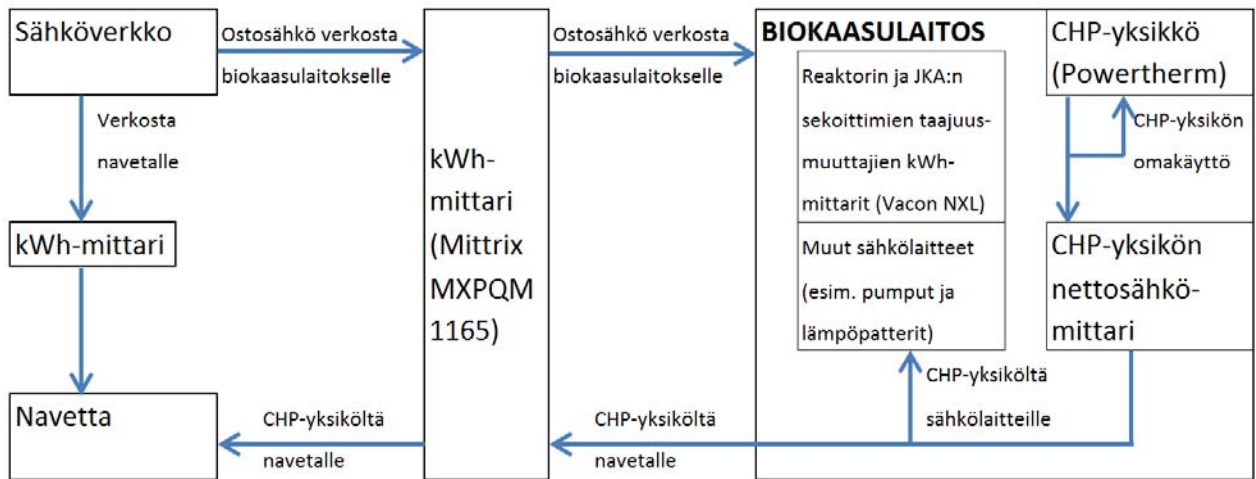 Sähköverkko
Ostosähkö verkosta
biokaasulaitokselle
Verkosta
navetalle
kWh-mittari
Navetta
kWh-
mittari
(Mittrix
MXPQM
1165)
CHP-yksiköltä
navetalle
Ostosähkö verkosta
biokaasulaitokselle
CHP-yksiköltä
navetalle
BIOKAASULAITOS
Reaktorin ja JKA:n
sekoittimien taajuus-
muuttajien kWh-
mittarit (Vacon NXL)
Muut sähkölaitteet
(esim. pumput ja
lämpöpatterit)
CHP-yksiköltä
sähkölaitteille
CHP-yksikkö
(Powertherm)
CHP-yksikön
omakäyttö
CHP-yksikön
nettosähkö-
mittari